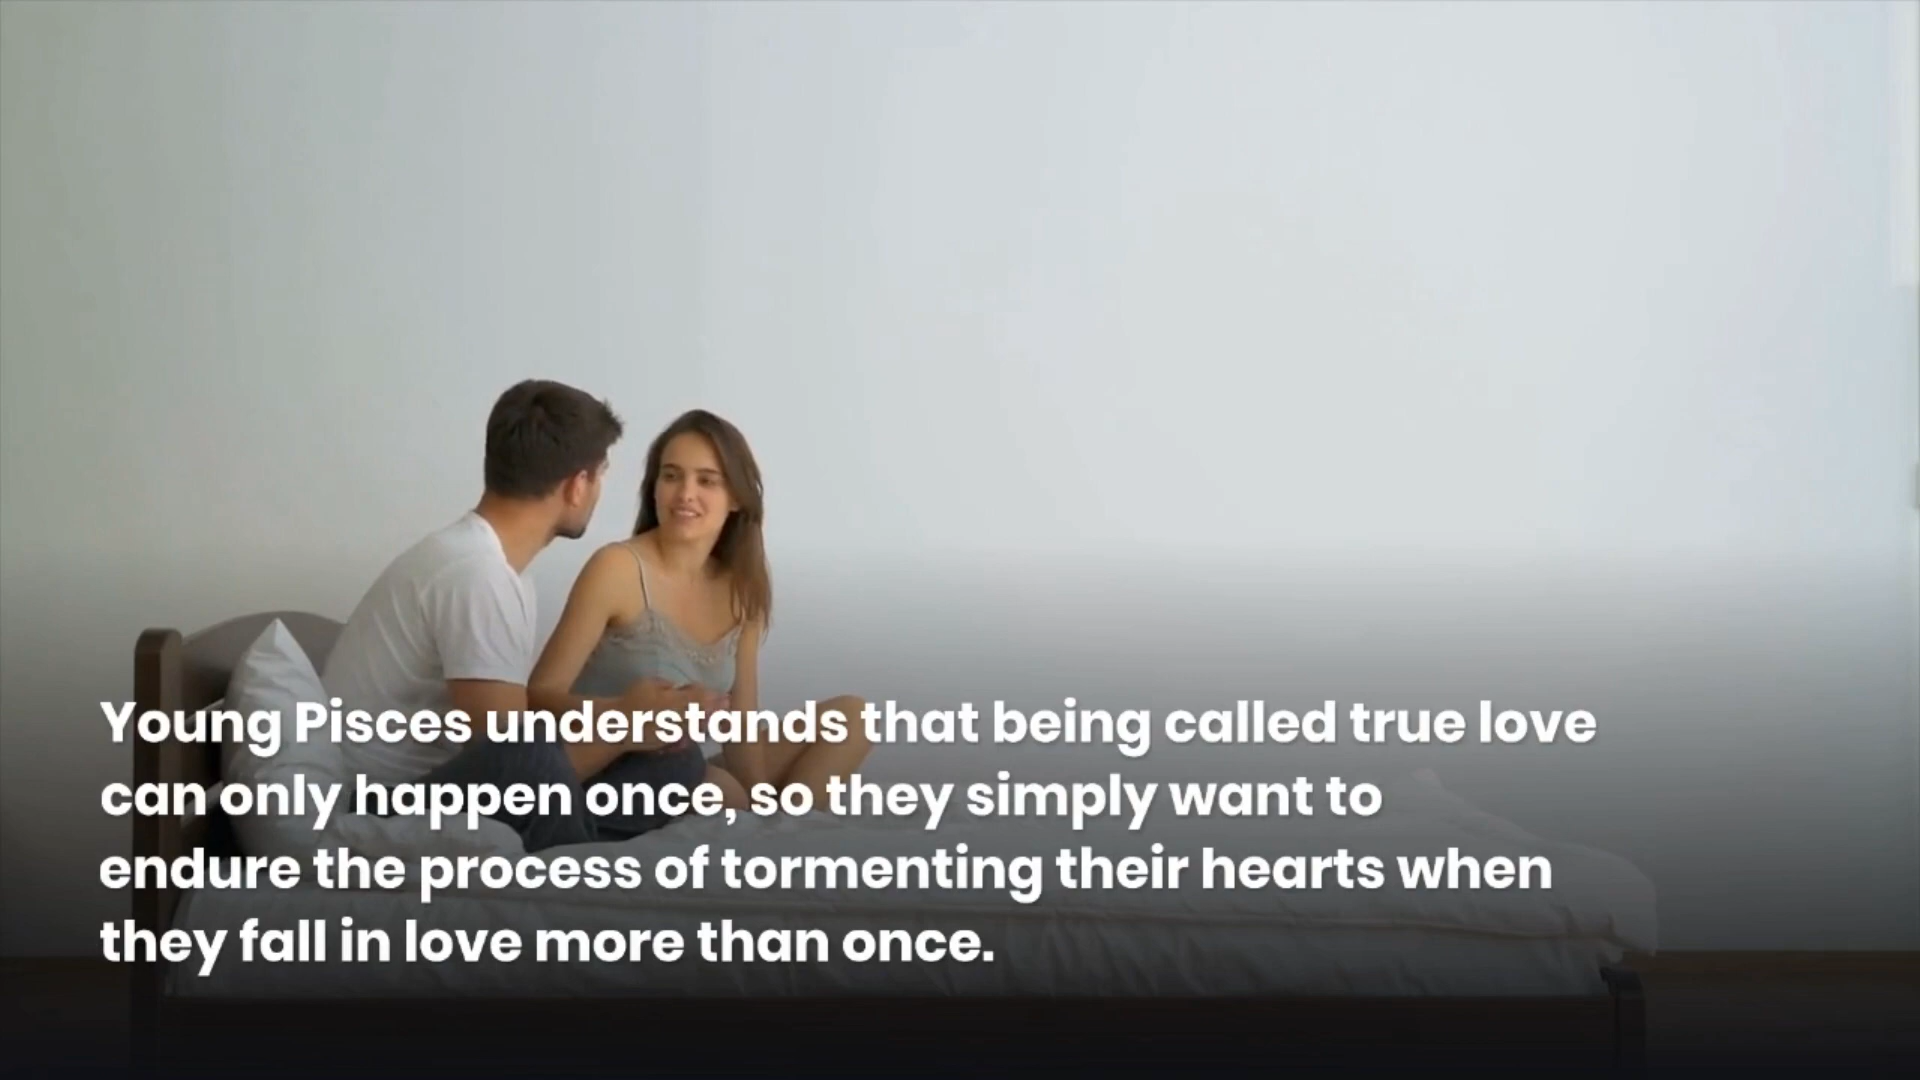 Young Pisces understands that being called true love
can only happen once, so they simply want to
endure the process of tormenting their hearts when
they fall in love more than once.